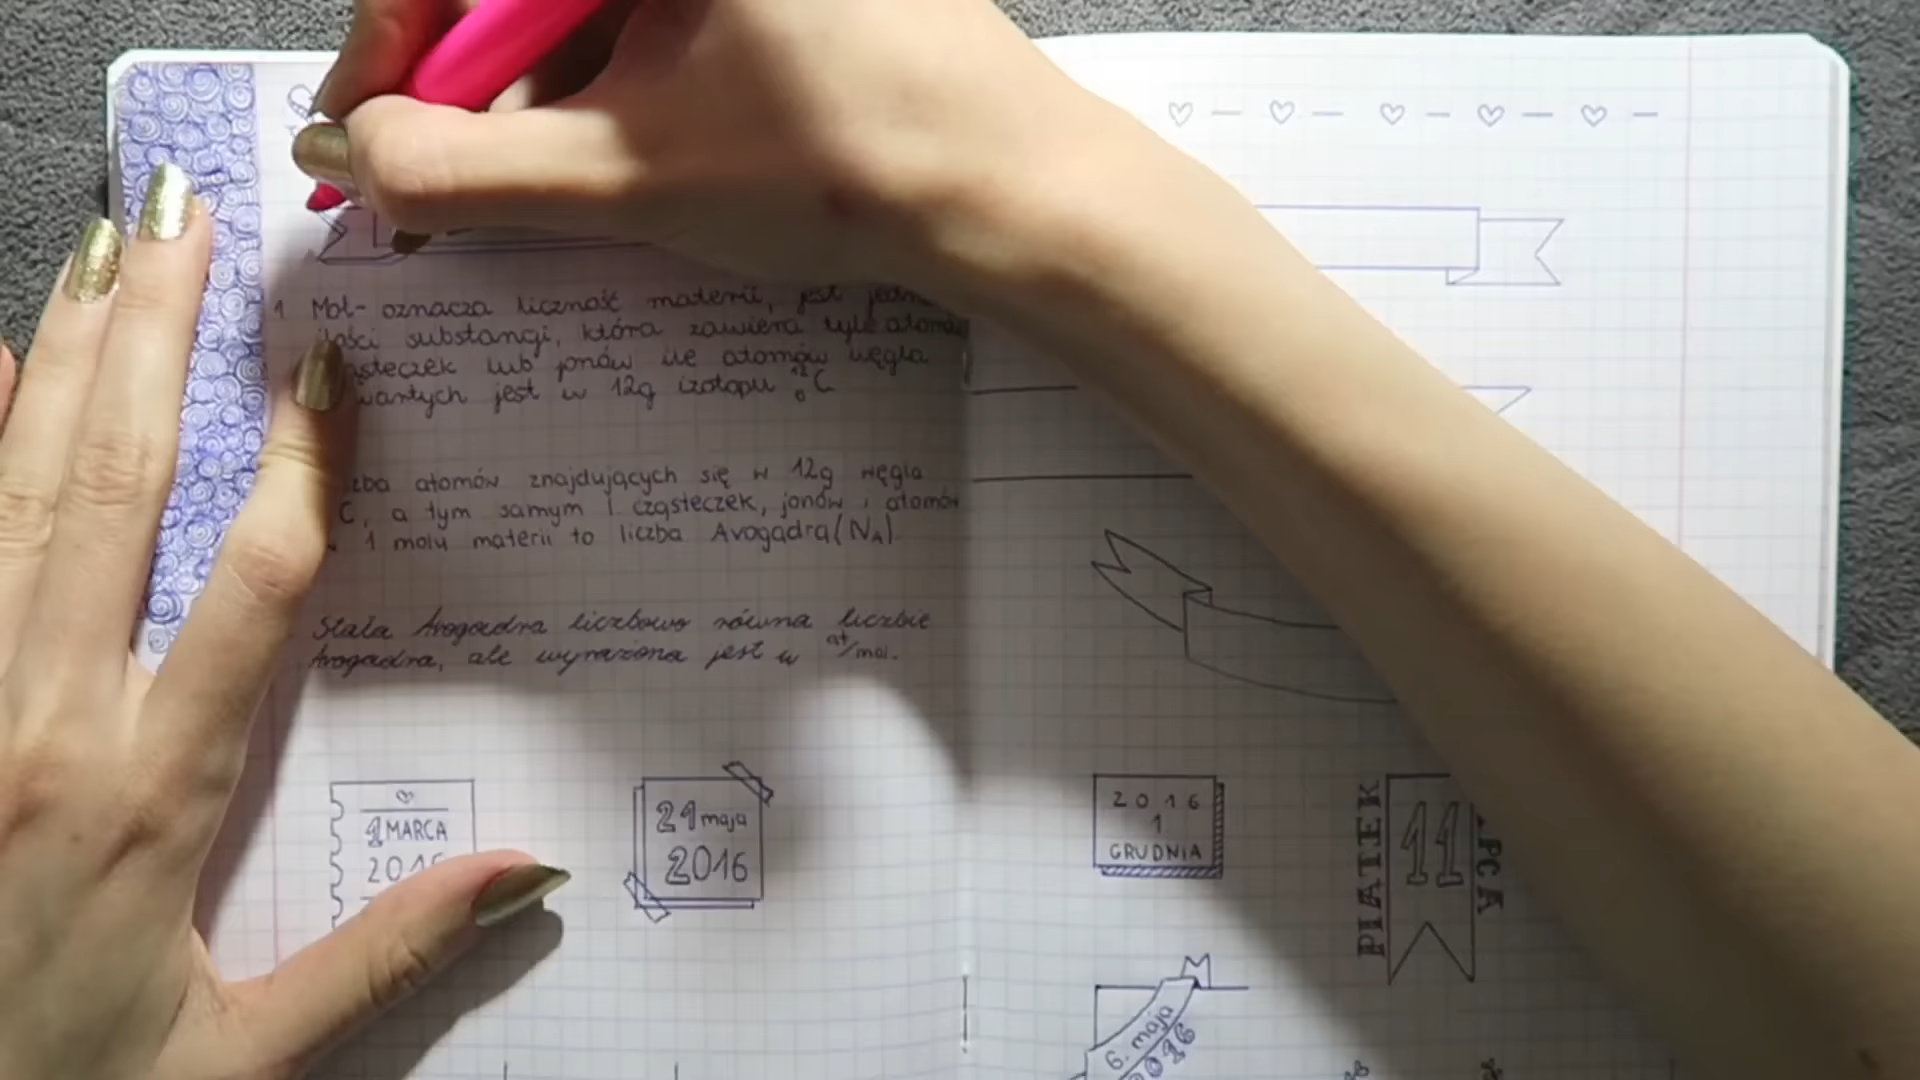 1 Mol- oznacza liczność materii, jest
ilości substancji, która zawiera tyle atomów
lub jonów ile atomów węgla
jest w 12g izotopu ¹²₆C
atomów znajdujących się w 12g węgla
C, a tym samym i cząsteczek, jonów i atomów
1 molu materii to liczba Avogadra (NA)
Stała Avogadra liczbowo równa liczbie
Avogadra, ale wyrażona jest w at/mol.
1 MARCA
2016
21 maja
2016
2016
1
GRUDNIA
PIĄTEK
11
6. maja
2016